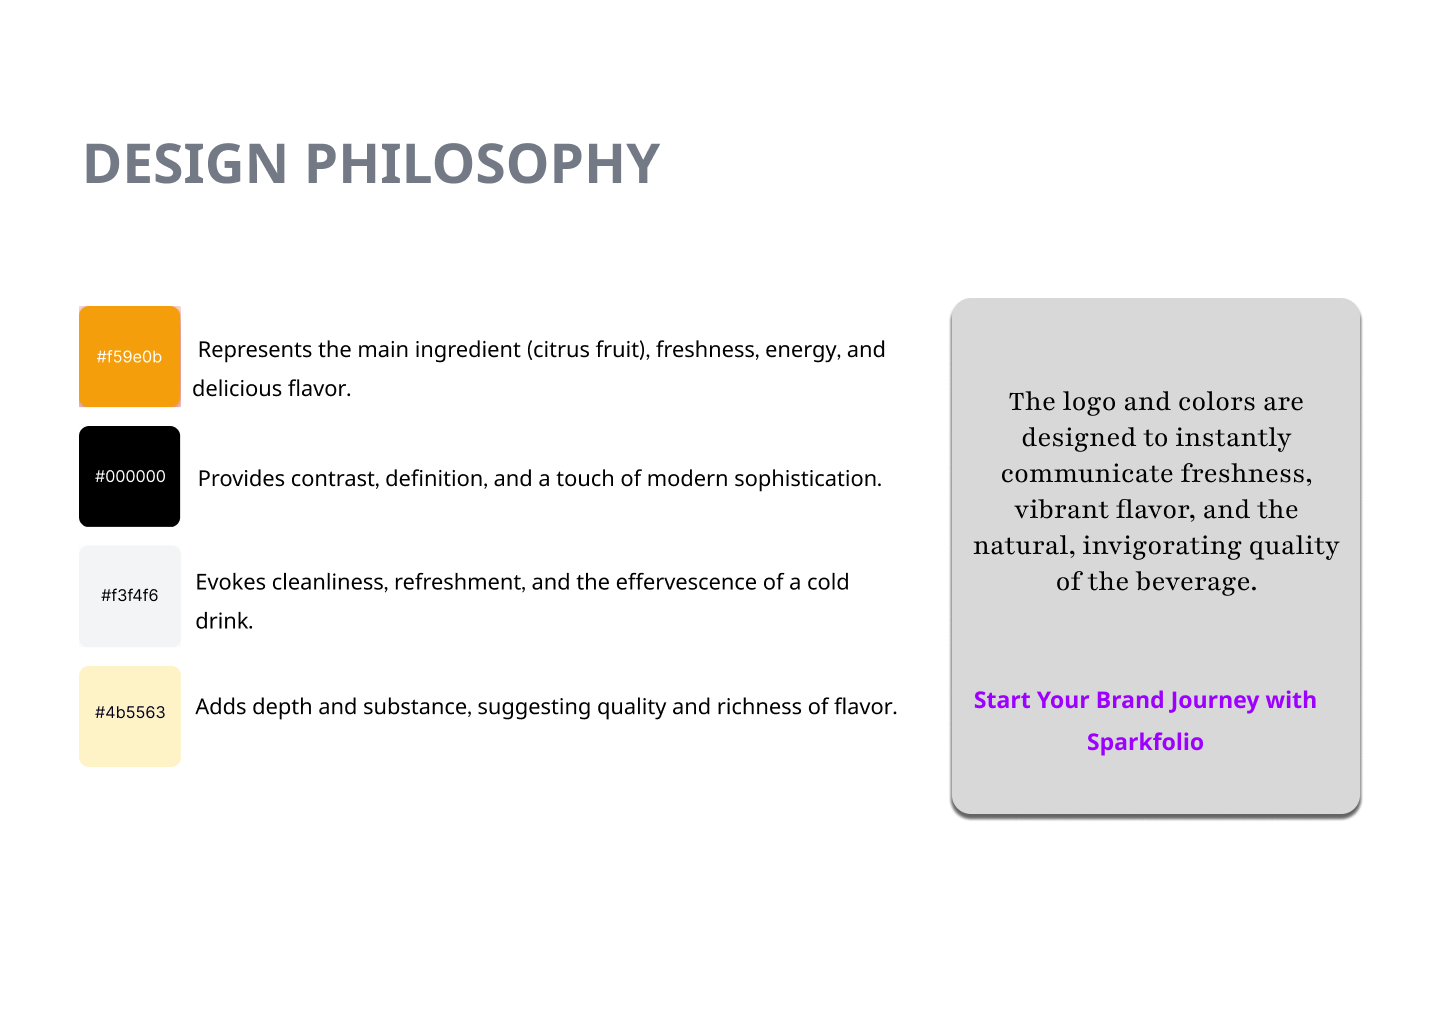 DESIGN PHILOSOPHY
#f59e0b
Represents the main ingredient (citrus fruit), freshness, energy, and
delicious flavor.
#000000
Provides contrast, definition, and a touch of modern sophistication.
#f3f4f6
Evokes cleanliness, refreshment, and the effervescence of a cold
drink.
#4b5563
Adds depth and substance, suggesting quality and richness of flavor.
The logo and colors are
designed to instantly
communicate freshness,
vibrant flavor, and the
natural, invigorating quality
of the beverage.
Start Your Brand Journey with
Sparkfolio